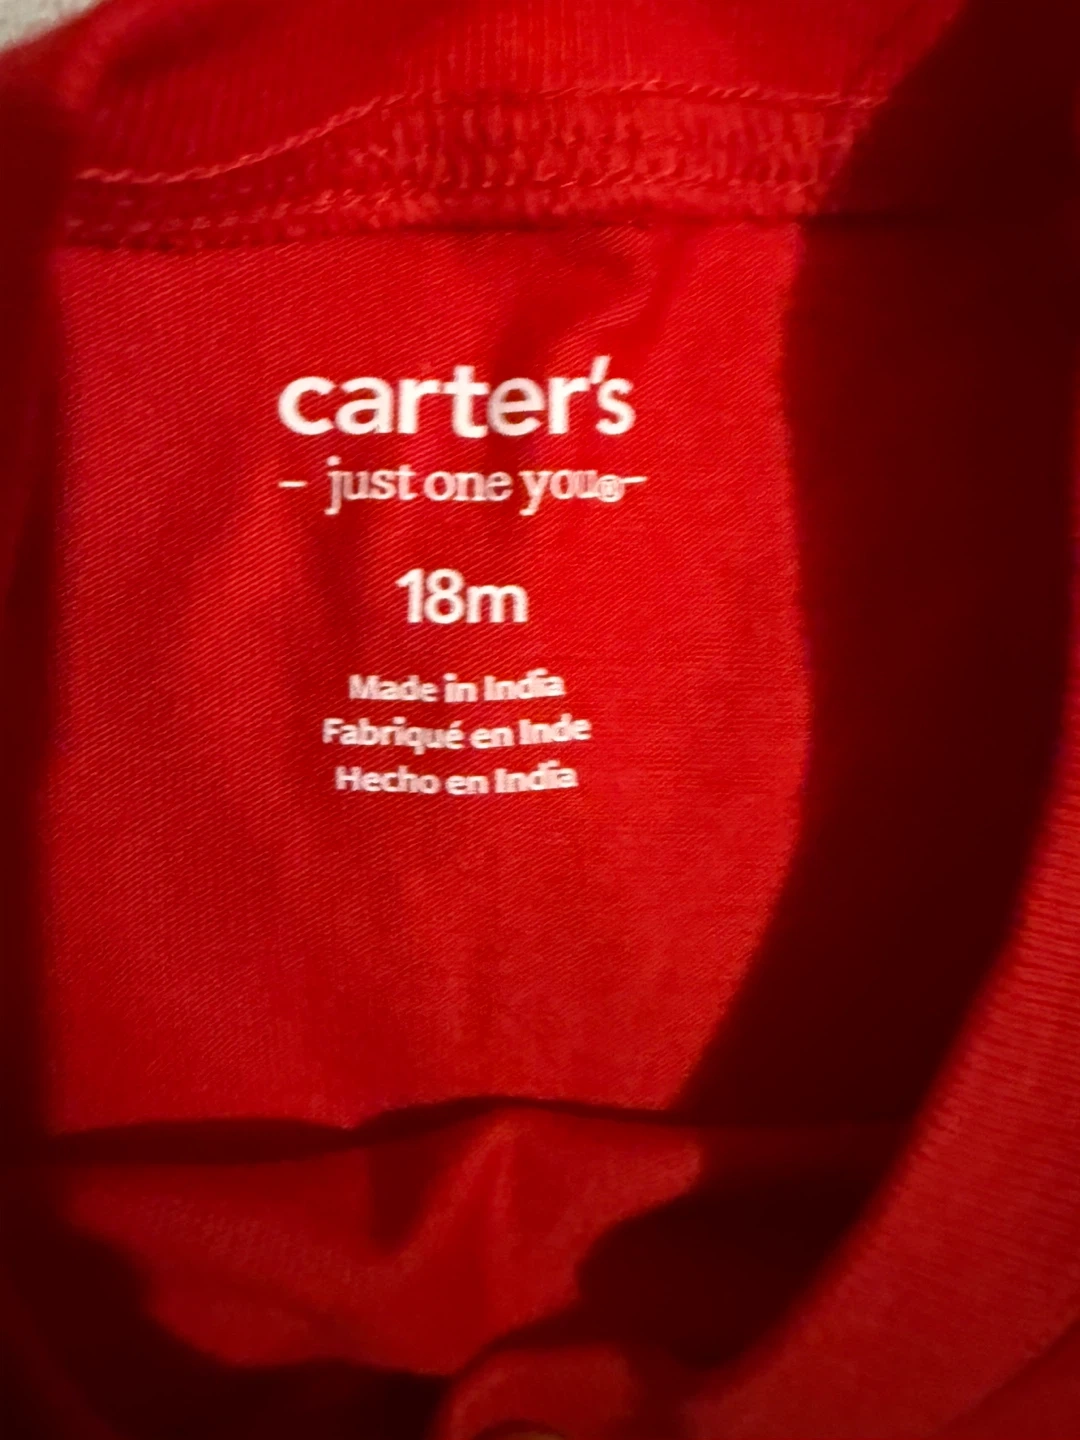 carter's
- just one you® -
18m
Made in India
Fabriqué en Inde
Hecho en India